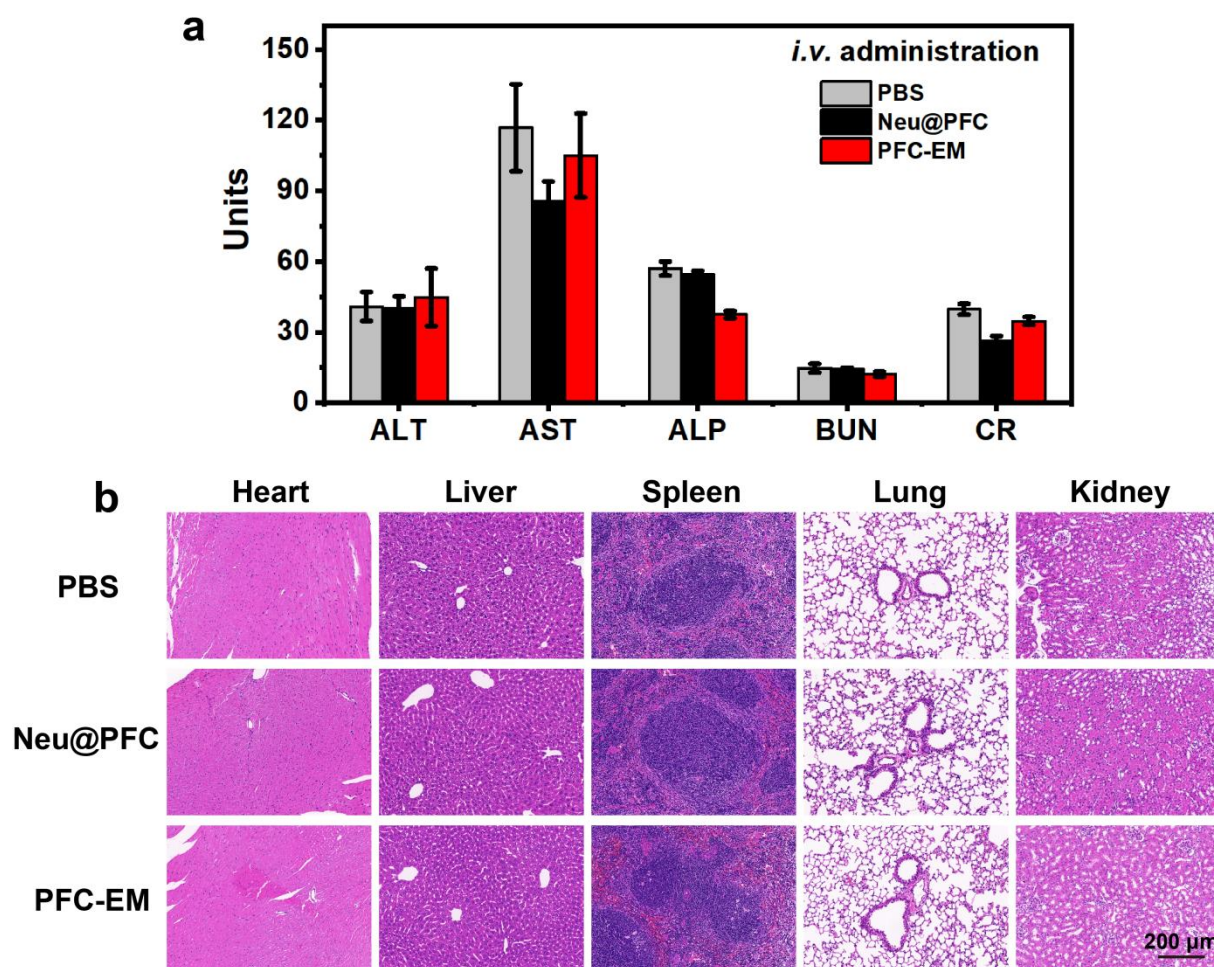 a
i.v. administration
PBS
Neu@PFC
PFC-EM
Units
150
120
90
60
30
0
ALT AST ALP BUN CR
b
Heart Liver Spleen Lung Kidney
PBS
Neu@PFC
PFC-EM
200 µm